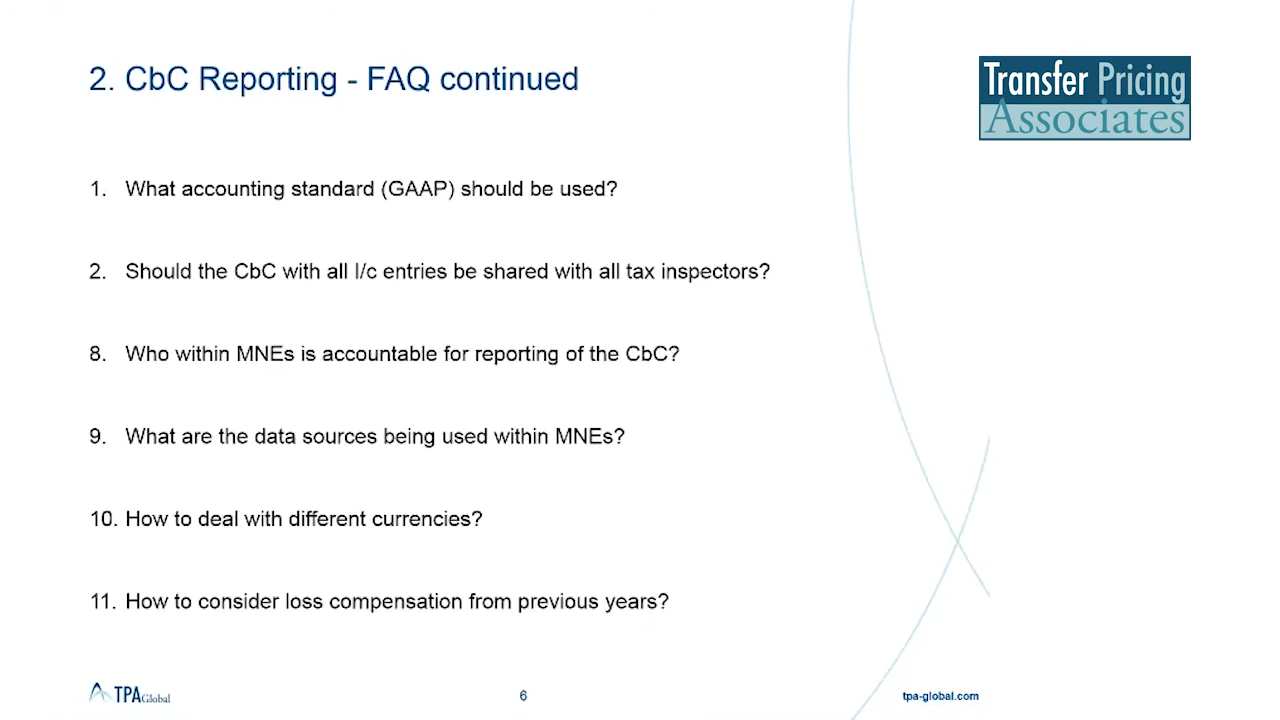 2. CbC Reporting - FAQ continued
Transfer Pricing
Associates
1. What accounting standard (GAAP) should be used?
2. Should the CbC with all I/c entries be shared with all tax inspectors?
8. Who within MNEs is accountable for reporting of the CbC?
9. What are the data sources being used within MNEs?
10. How to deal with different currencies?
11. How to consider loss compensation from previous years?
TPA Global
6
tpa-global.com